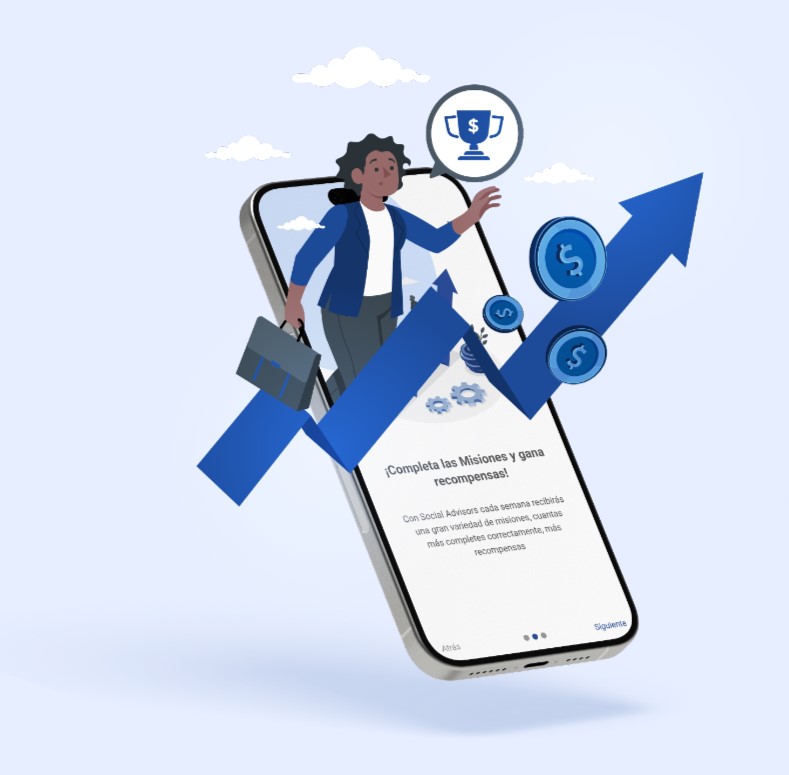 $
$
$
$
¡Completa las Misiones y gana
recompensas!
Con Social Advisors cada semana recibirás
una gran variedad de misiones, cuantas
más completes correctamente, más
recompensas
Atrás
Siguiente